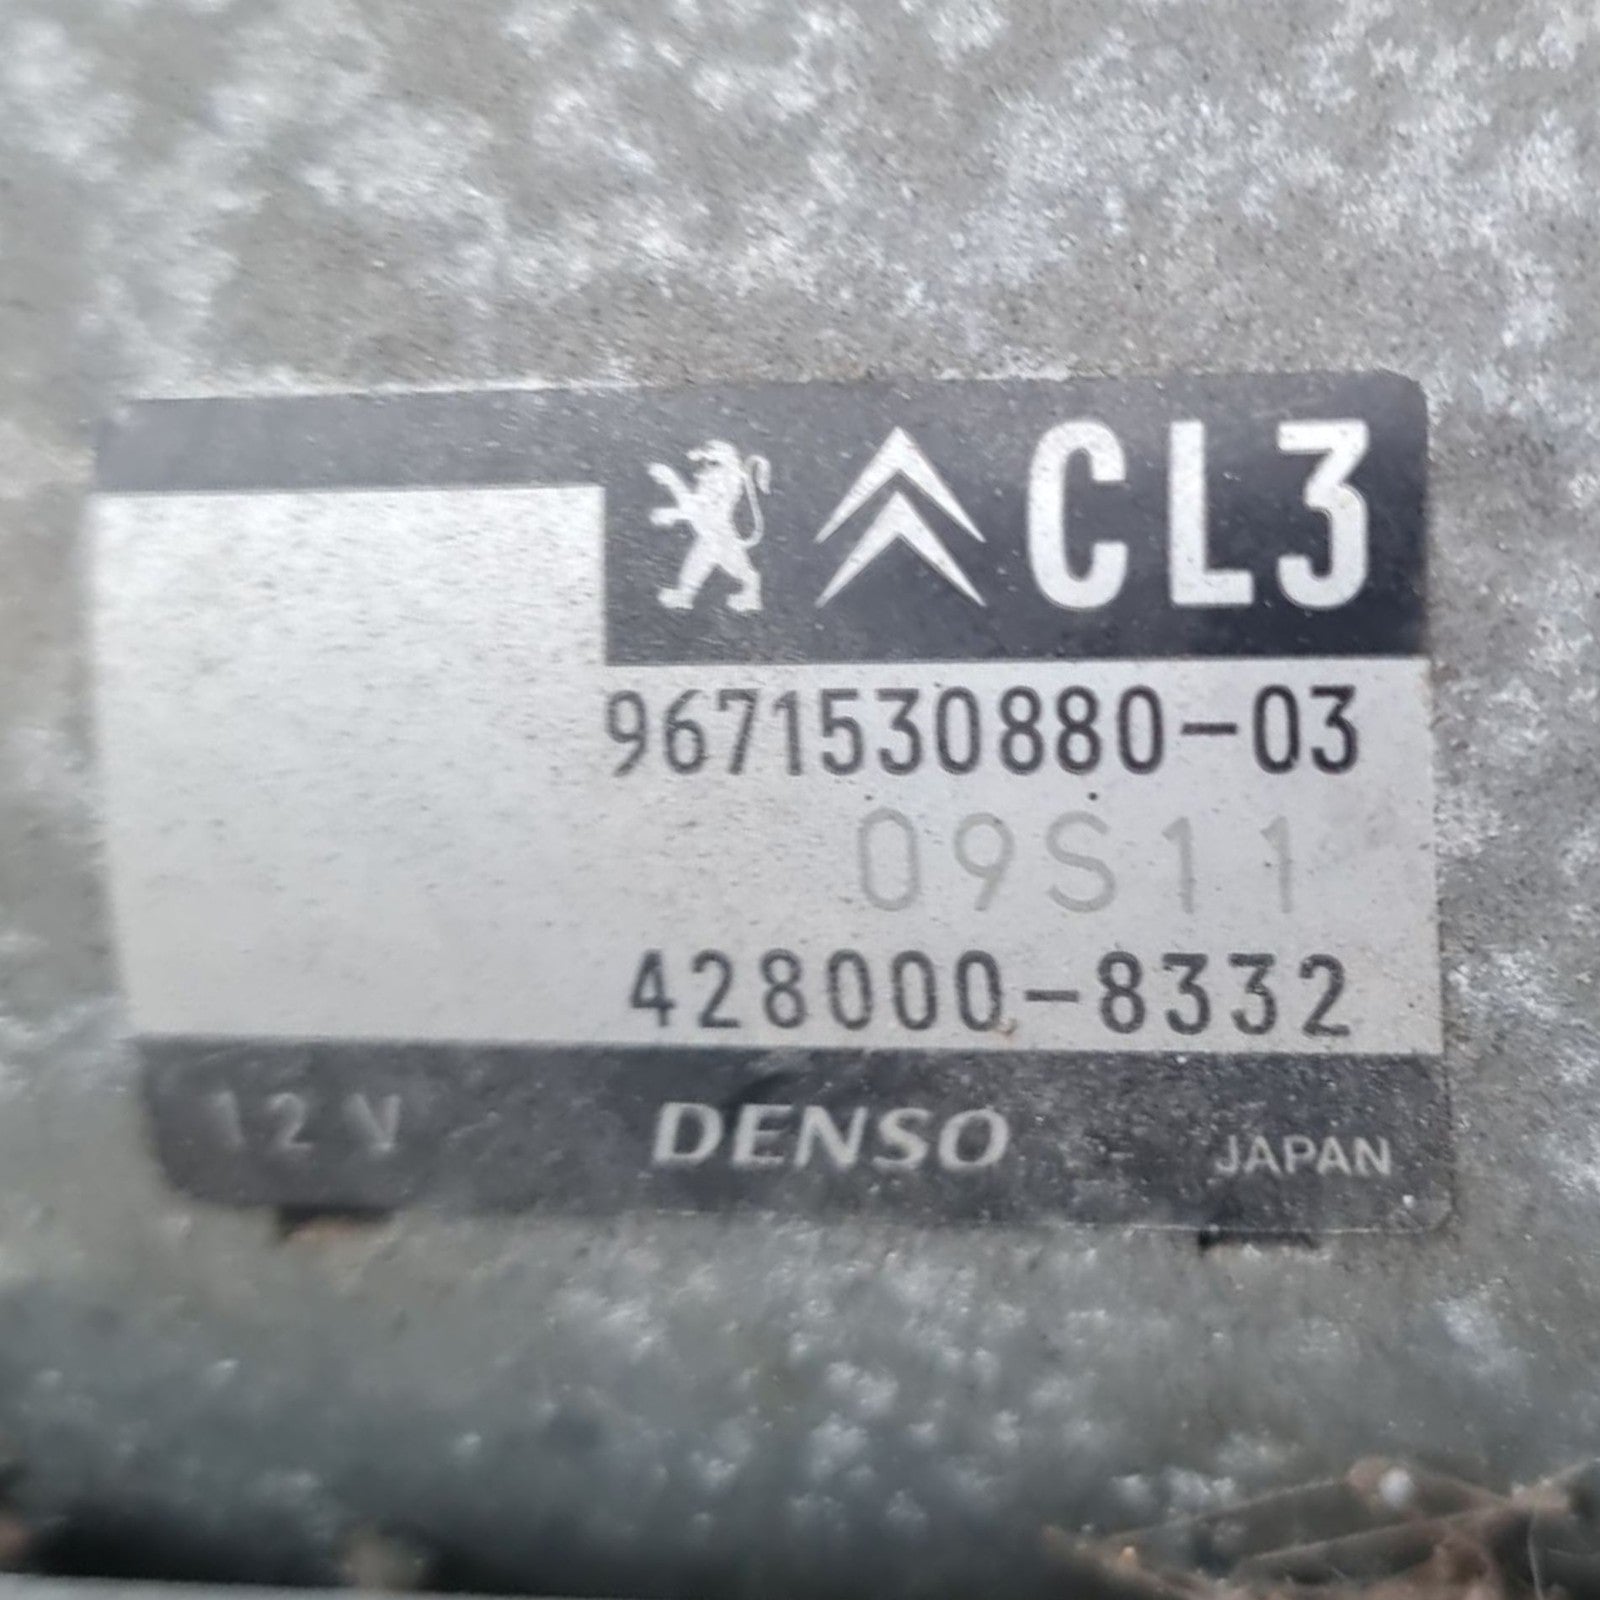 CL3
9671530880-03
09S11
428000-8332
12V DENSO JAPAN